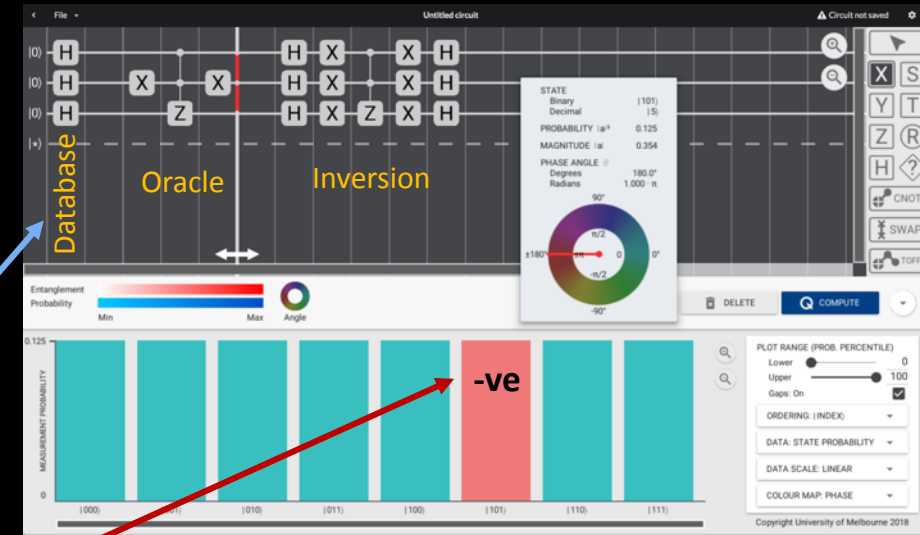 File
Untitled circuit
Circuit not saved
|0⟩ H H X X H
|0⟩ H X X H X X H
|0⟩ H Z H X Z X H
|*⟩
Database
Oracle
Inversion
STATE
Binary |101⟩
Decimal |5⟩
PROBABILITY |a|² 0.125
MAGNITUDE |a| 0.354
PHASE ANGLE θ
Degrees 180.0°
Radians 1.000 · π
90°
π/2
±180° ±π 0 0°
-π/2
-90°
X S
Y T
Z R
H ?
CNOT
SWAP
TOFF
Entanglement
Probability
Min Max Angle
DELETE
COMPUTE
0.125
MEASUREMENT PROBABILITY
0
-ve
|000⟩ |010⟩ |011⟩ |100⟩ |101⟩ |110⟩ |111⟩
PLOT RANGE (PROB. PERCENTILE)
Lower 0
Upper 100
Gaps: On
ORDERING: |INDEX⟩
DATA: STATE PROBABILITY
DATA SCALE: LINEAR
COLOUR MAP: PHASE
Copyright University of Melbourne 2018